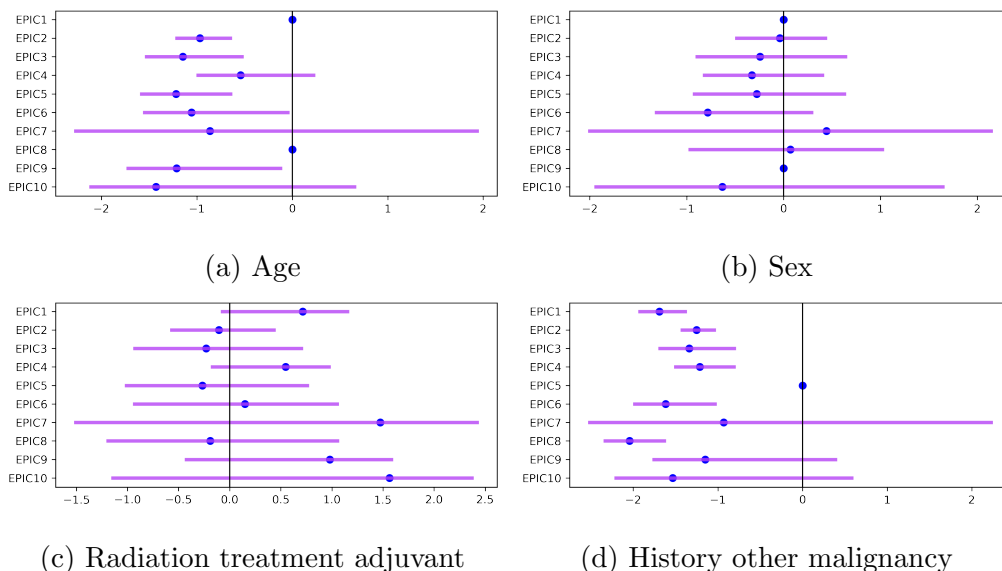 EPIC1
EPIC2
EPIC3
EPIC4
EPIC5
EPIC6
EPIC7
EPIC8
EPIC9
EPIC10
−2 −1 0 1 2
(a) Age
EPIC1
EPIC2
EPIC3
EPIC4
EPIC5
EPIC6
EPIC7
EPIC8
EPIC9
EPIC10
−2 −1 0 1 2
(b) Sex
EPIC1
EPIC2
EPIC3
EPIC4
EPIC5
EPIC6
EPIC7
EPIC8
EPIC9
EPIC10
−1.5 −1.0 −0.5 0.0 0.5 1.0 1.5 2.0 2.5
(c) Radiation treatment adjuvant
EPIC1
EPIC2
EPIC3
EPIC4
EPIC5
EPIC6
EPIC7
EPIC8
EPIC9
EPIC10
−2 −1 0 1 2
(d) History other malignancy